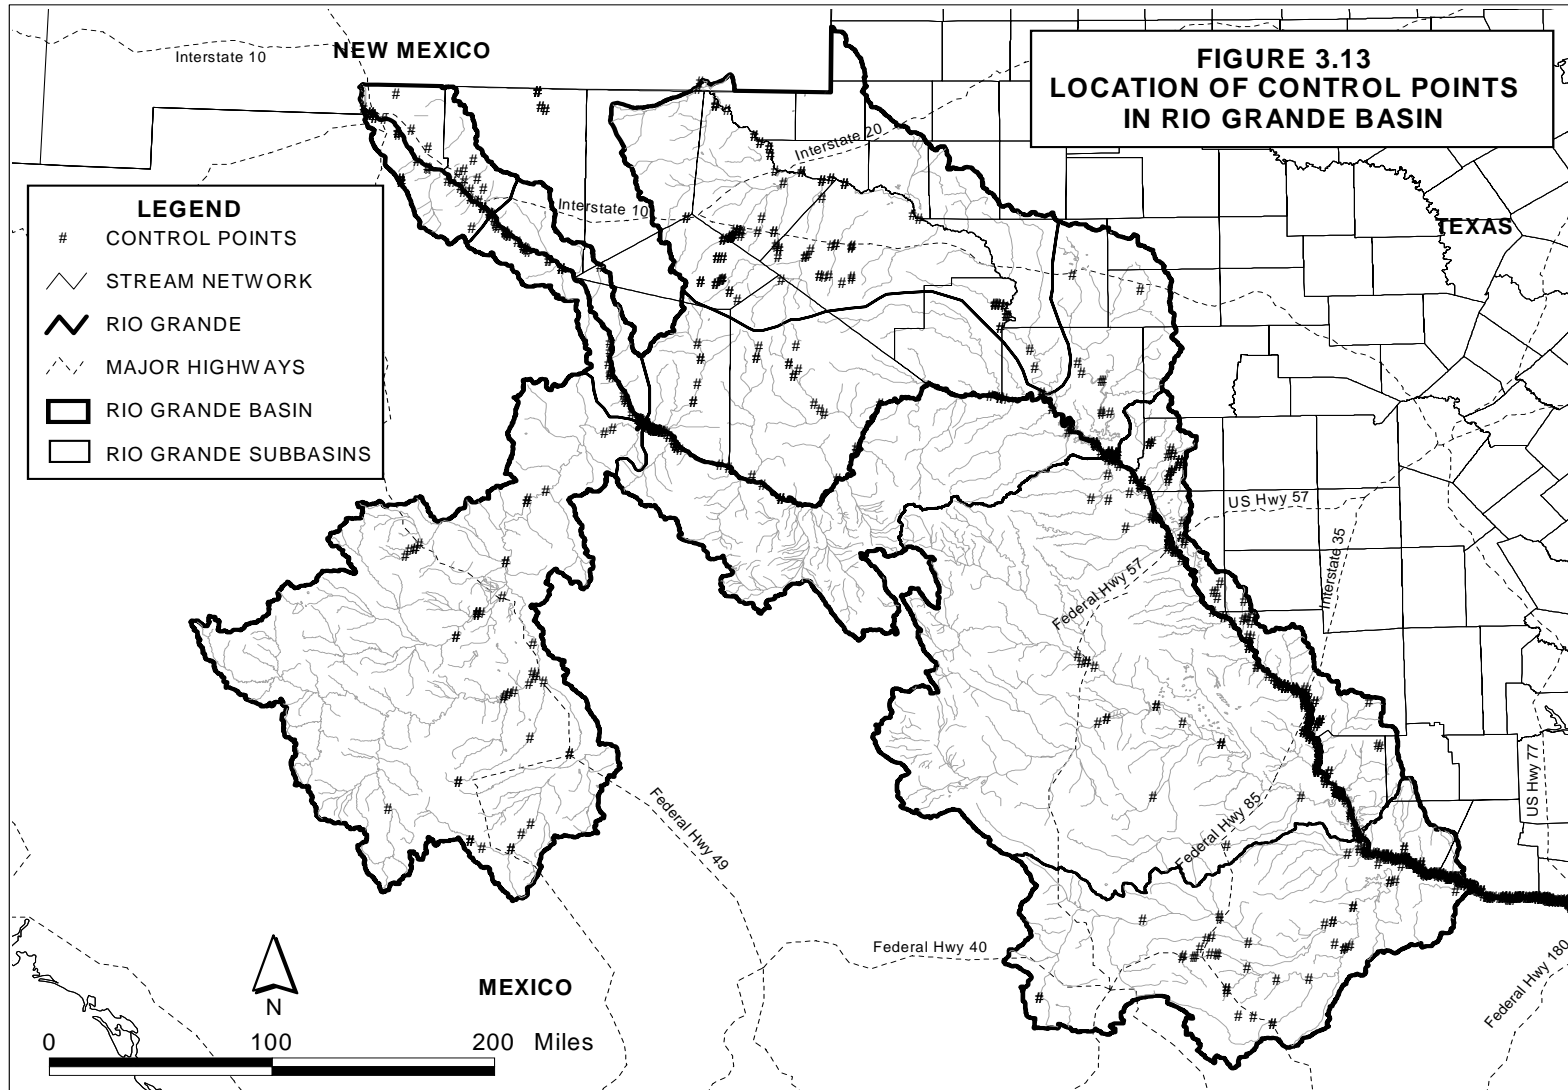 FIGURE 3.13
LOCATION OF CONTROL POINTS
IN RIO GRANDE BASIN
NEW MEXICO
Interstate 10
Interstate 20
Interstate 10
TEXAS
LEGEND
# CONTROL POINTS
STREAM NETWORK
RIO GRANDE
MAJOR HIGHWAYS
RIO GRANDE BASIN
RIO GRANDE SUBBASINS
US Hwy 57
Interstate 35
Federal Hwy 57
US Hwy 77
Federal Hwy 85
Federal Hwy 49
Federal Hwy 40
Federal Hwy 180
MEXICO
N
0 100 200 Miles